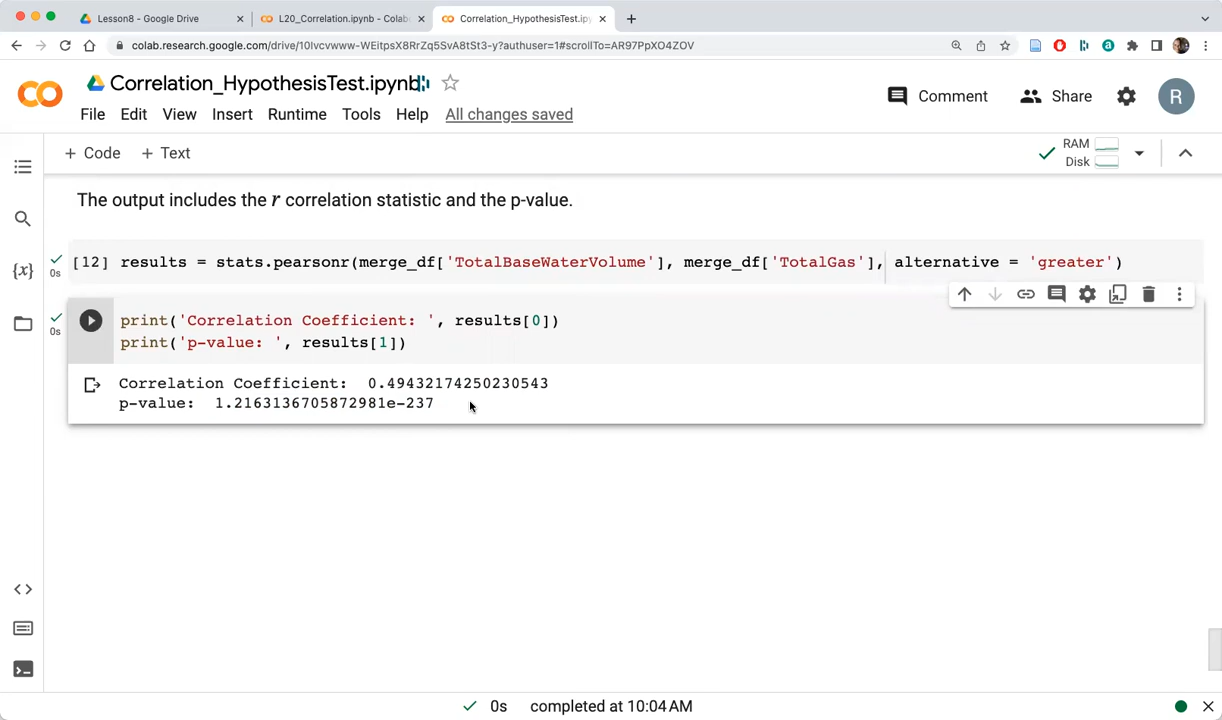 Lesson8 - Google Drive
L20_Correlation.ipynb - Colab
Correlation_HypothesisTest.ipy
colab.research.google.com/drive/10lvcvwww-WEitpsX8RrZq5SvA8tSt3-y?authuser=1#scrollTo=AR97PpXO4ZOV
Correlation_HypothesisTest.ipynb
Comment
Share
R
File Edit View Insert Runtime Tools Help All changes saved
+ Code + Text
RAM
Disk
The output includes the r correlation statistic and the p-value.
0s
[12] results = stats.pearsonr(merge_df['TotalBaseWaterVolume'], merge_df['TotalGas'], alternative = 'greater')
0s
print('Correlation Coefficient: ', results[0])
print('p-value: ', results[1])
Correlation Coefficient:  0.49432174250230543
p-value:  1.2163136705872981e-237
0s completed at 10:04 AM